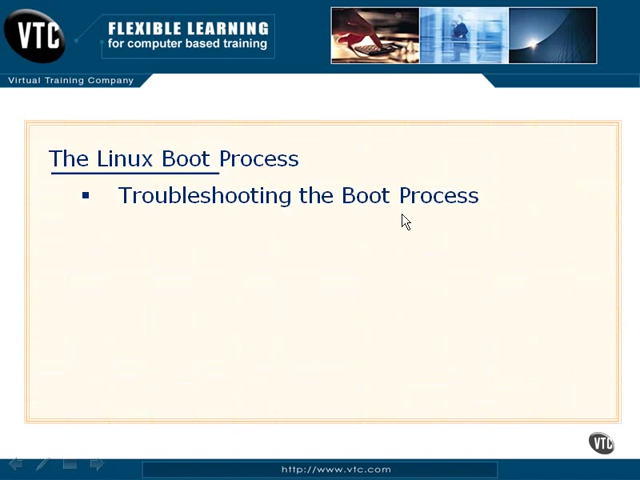 VTC
FLEXIBLE LEARNING
for computer based training
Virtual Training Company
The Linux Boot Process
Troubleshooting the Boot Process
VTC
http://www.vtc.com